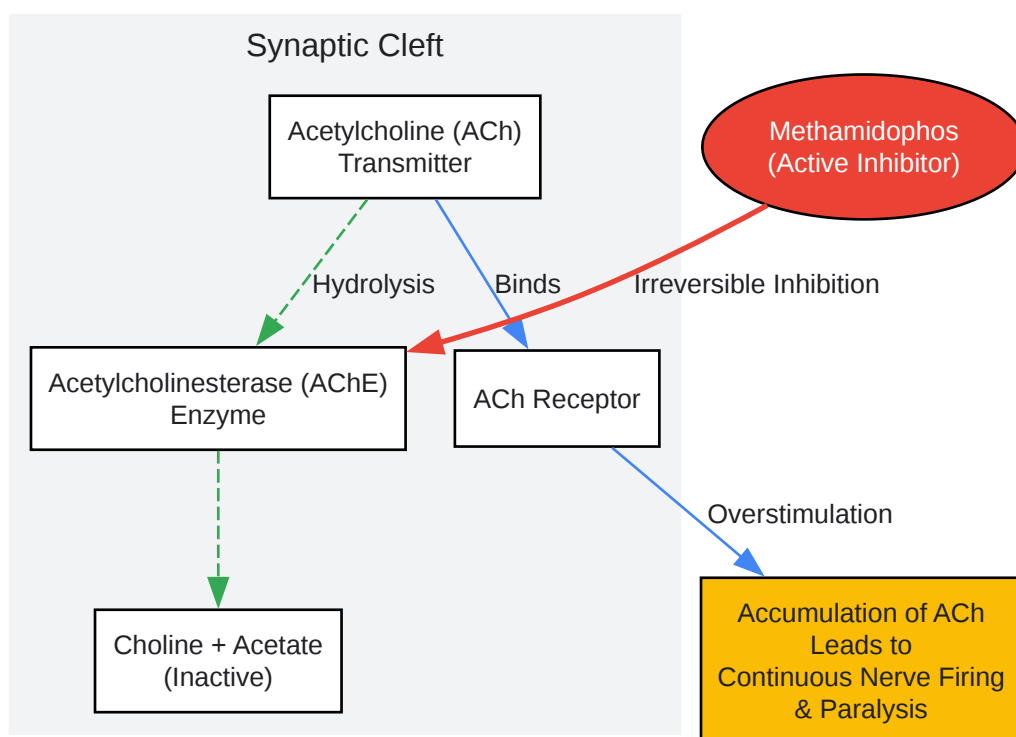 Synaptic Cleft
Acetylcholine (ACh)
Transmitter
Methamidophos
(Active Inhibitor)
Hydrolysis
Binds
Irreversible Inhibition
Acetylcholinesterase (AChE)
Enzyme
ACh Receptor
Overstimulation
Choline + Acetate
(Inactive)
Accumulation of ACh
Leads to
Continuous Nerve Firing
& Paralysis